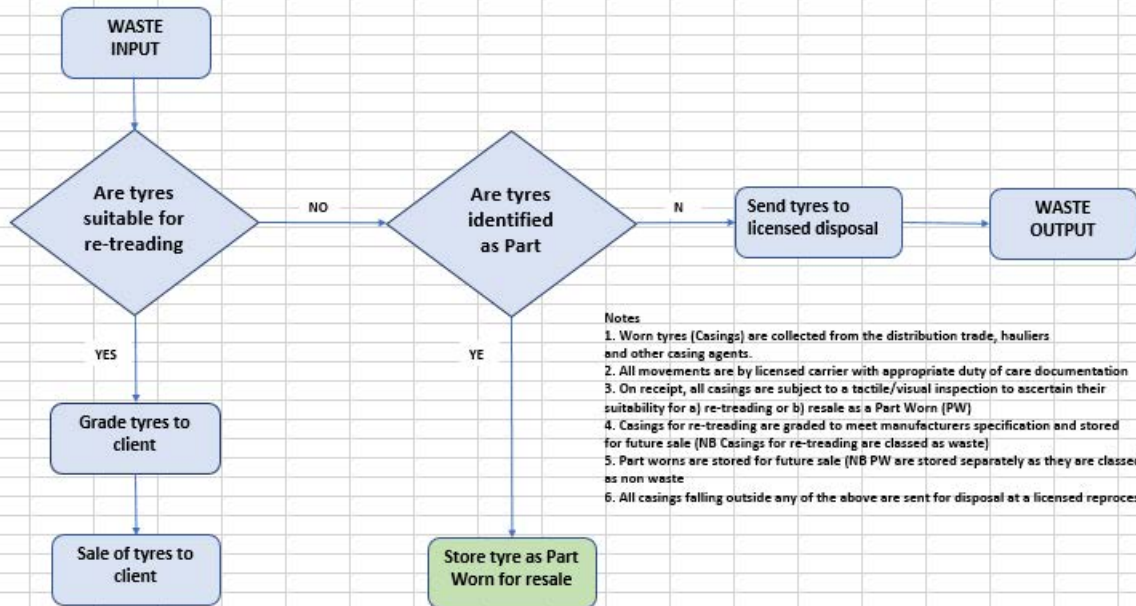 WASTE
INPUT
Are tyres
suitable for
re-treading
NO
Are tyres
identified
as Part
N
Send tyres to
licensed disposal
WASTE
OUTPUT
YES
YE
Grade tyres to
client
Sale of tyres to
client
Store tyre as Part
Worn for resale
Notes
1. Worn tyres (Casings) are collected from the distribution trade, hauliers
and other casing agents.
2. All movements are by licensed carrier with appropriate duty of care documentation
3. On receipt, all casings are subject to a tactile/visual inspection to ascertain their
suitability for a) re-treading or b) resale as a Part Worn (PW)
4. Casings for re-treading are graded to meet manufacturers specification and stored
for future sale (NB Casings for re-treading are classed as waste)
5. Part worns are stored for future sale (NB PW are stored separately as they are classed
as non waste
6. All casings falling outside any of the above are sent for disposal at a licensed reproces